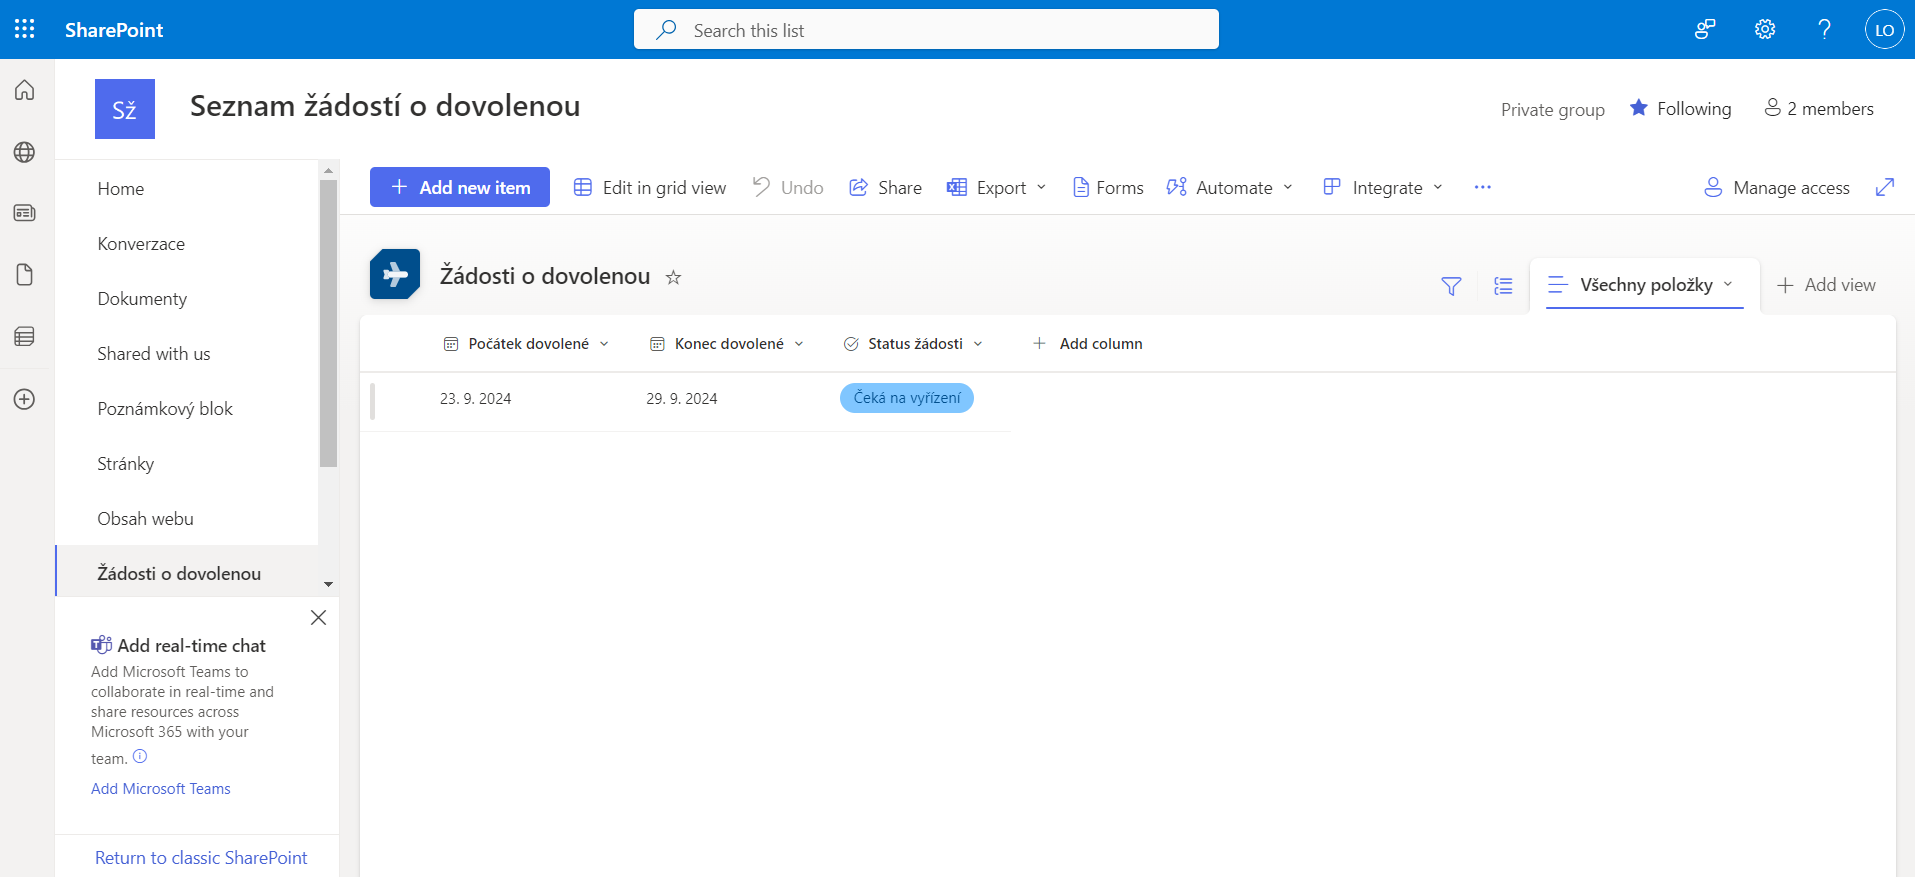 SharePoint
Search this list
LO
Sž
Seznam žádostí o dovolenou
Private group
Following
2 members
Home
Konverzace
Dokumenty
Shared with us
Poznámkový blok
Stránky
Obsah webu
Žádosti o dovolenou
Add real-time chat
Add Microsoft Teams to
collaborate in real-time and
share resources across
Microsoft 365 with your
team.
Add Microsoft Teams
Return to classic SharePoint
Add new item
Edit in grid view
Undo
Share
Export
Forms
Automate
Integrate
Manage access
Žádosti o dovolenou
Všechny položky
Add view
Počátek dovolené
Konec dovolené
Status žádosti
Add column
23. 9. 2024
29. 9. 2024
Čeká na vyřízení